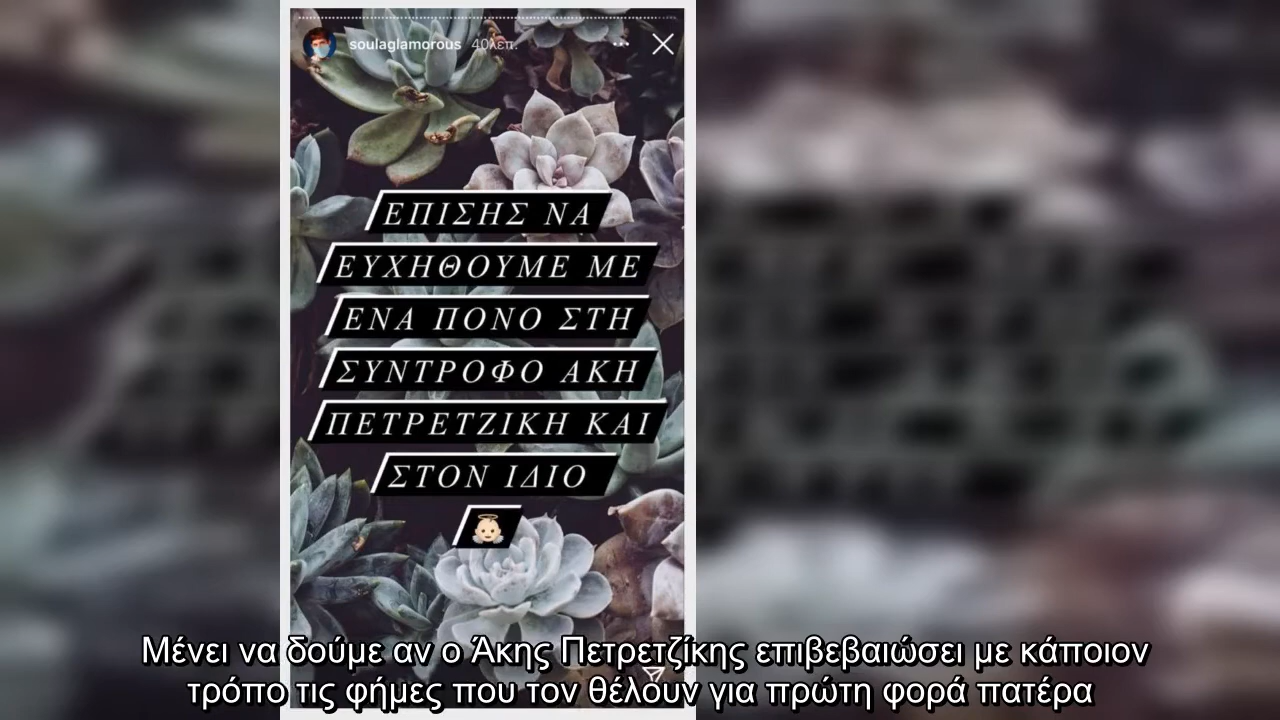 soulaglamorous 40λεπ.
ΕΠΙΣΗΣ ΝΑ
ΕΥΧΗΘΟΥΜΕ ΜΕ
ΕΝΑ ΠΟΝΟ ΣΤΗ
ΣΥΝΤΡΟΦΟ ΑΚΗ
ΠΕΤΡΕΤΖΙΚΗ ΚΑΙ
ΣΤΟΝ ΙΔΙΟ
Μένει να δούμε αν ο Άκης Πετρετζίκης επιβεβαιώσει με κάποιον
τρόπο τις φήμες που τον θέλουν για πρώτη φορά πατέρα